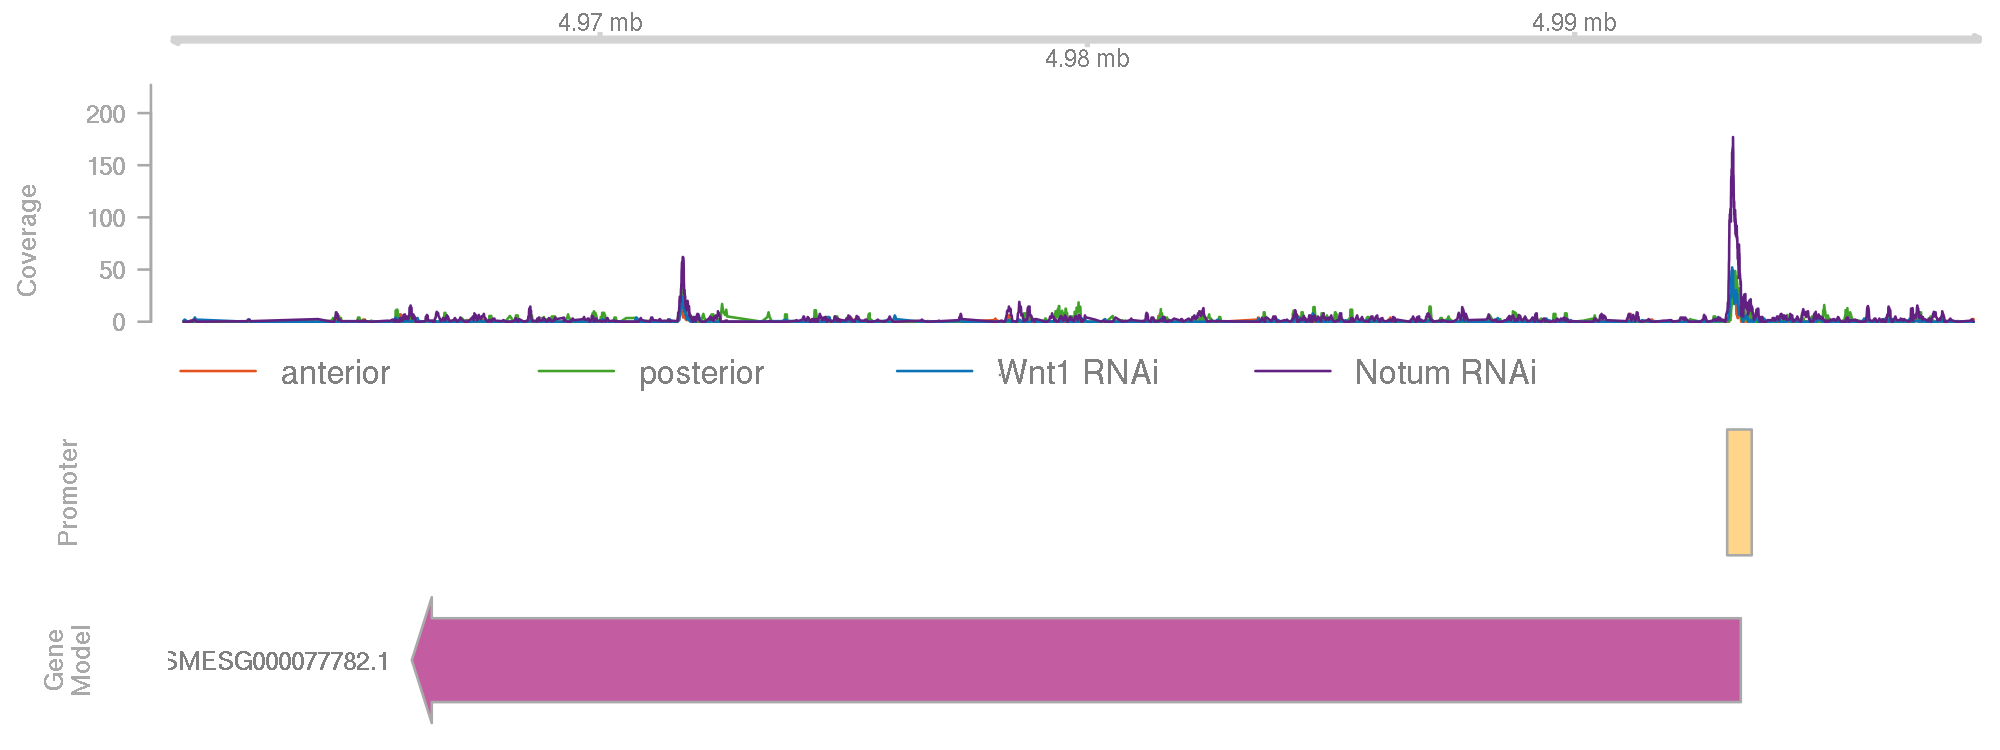 4.97 mb
4.99 mb
4.98 mb
Coverage
200
150
100
50
0
anterior posterior Wnt1 RNAi Notum RNAi
Promoter
Gene
Model
SMESG000077782.1